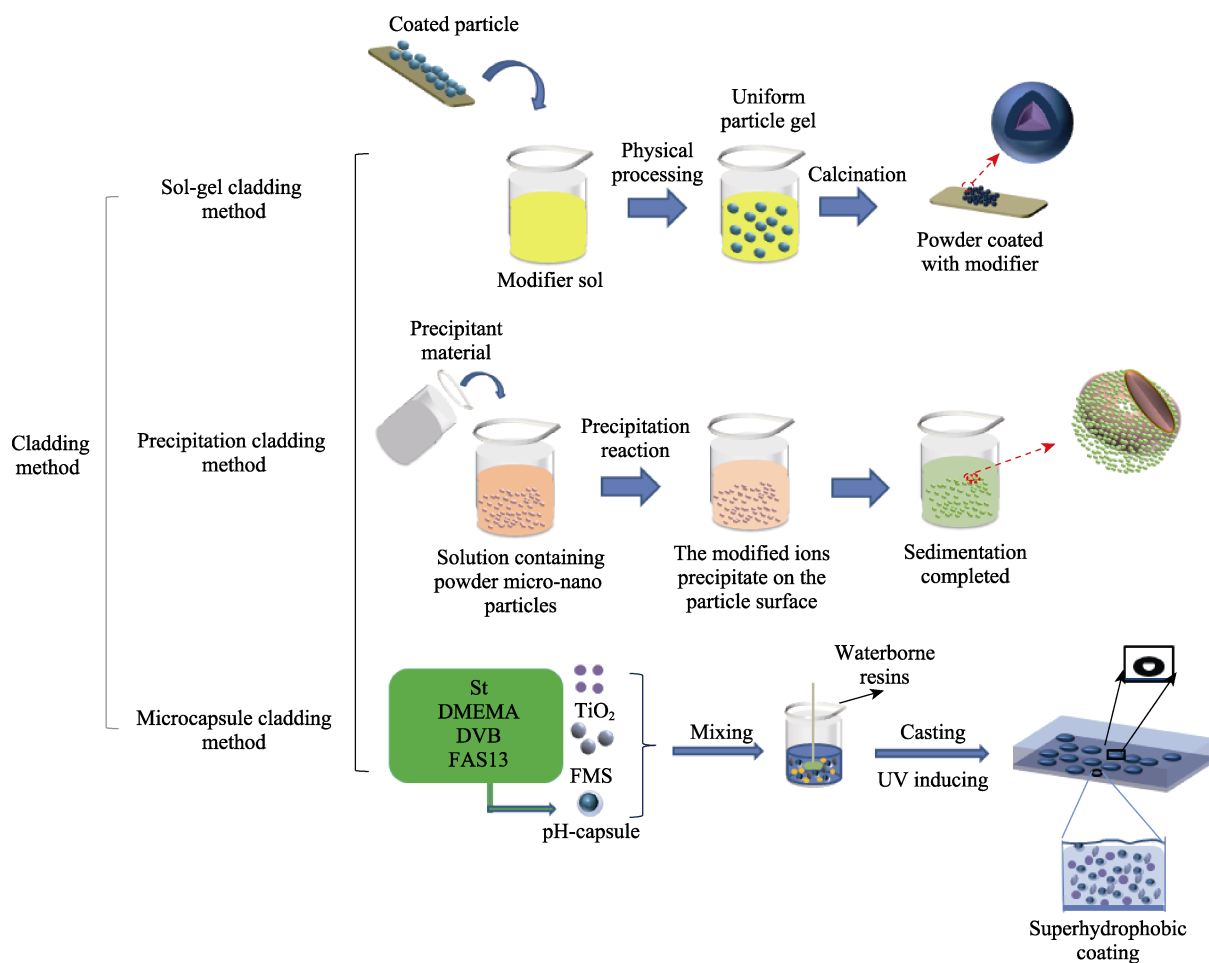 Coated particle
Uniform
particle gel
Physical
processing
Calcination
Sol-gel cladding
method
Modifier sol
Powder coated
with modifier
Precipitant
material
Precipitation
reaction
Cladding
method
Precipitation cladding
method
Solution containing
powder micro-nano
particles
The modified ions
precipitate on the
particle surface
Sedimentation
completed
Waterborne
resins
Microcapsule cladding
method
St
DMEMA
DVB
FAS13
TiO₂
FMS
pH-capsule
Mixing
Casting
UV inducing
Superhydrophobic
coating